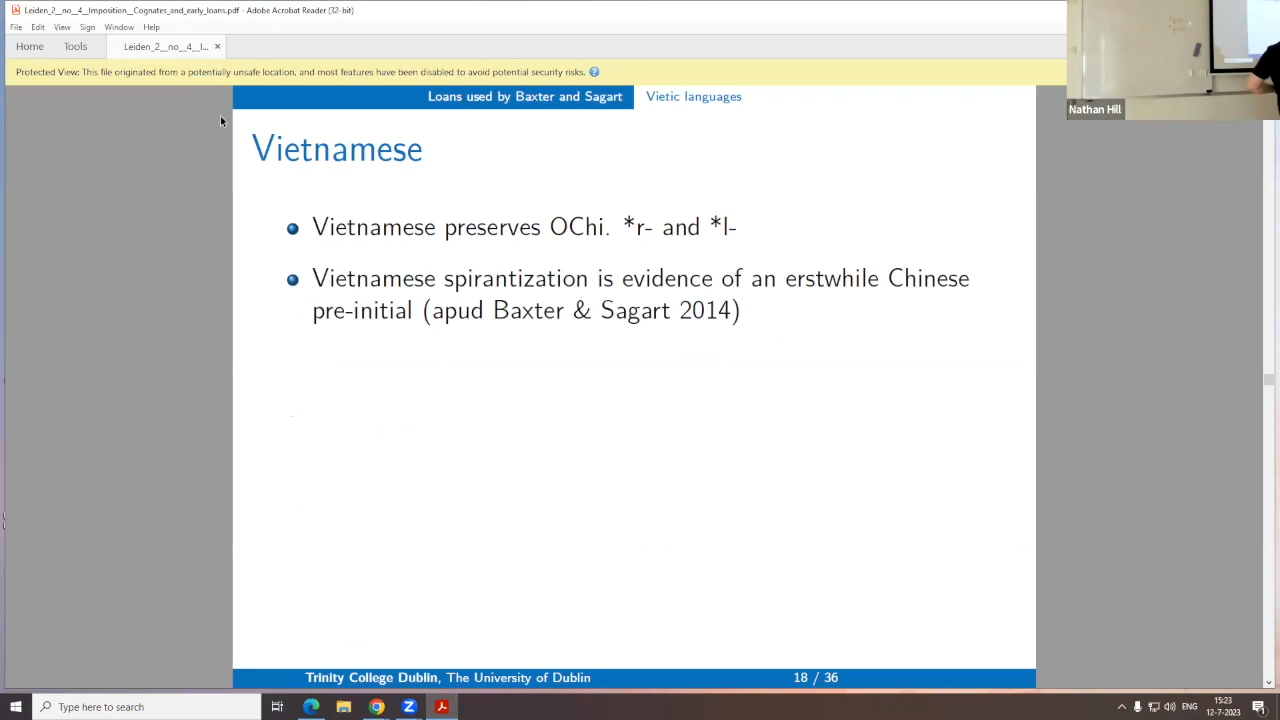 Leiden_2__no__4__Imposition__Cognates_and_early_loans.pdf - Adobe Acrobat Reader (32-bit)
File Edit View Sign Window Help
Home Tools Leiden_2__no__4__I... ×
Protected View: This file originated from a potentially unsafe location, and most features have been disabled to avoid potential security risks. ?
Nathan Hill
Loans used by Baxter and Sagart Vietic languages
Vietnamese
Vietnamese preserves OChi. *r- and *l-
Vietnamese spirantization is evidence of an erstwhile Chinese
pre-initial (apud Baxter & Sagart 2014)
Trinity College Dublin, The University of Dublin 18 / 36
Type here to search ENG 15:23
12-7-2023